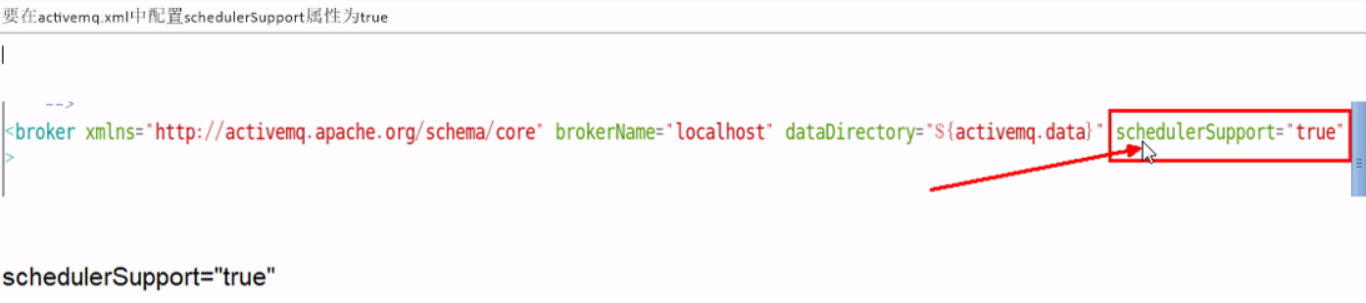 要在activemq.xml中配置schedulerSupport属性为true
-->
<broker xmlns="http://activemq.apache.org/schema/core" brokerName="localhost" dataDirectory="${activemq.data}" schedulerSupport="true"
>
schedulerSupport="true"